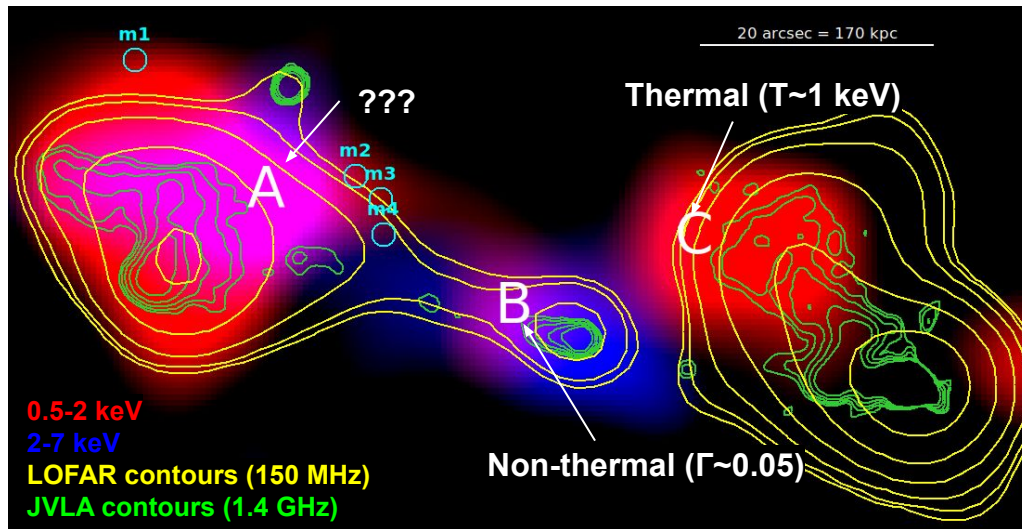 m1
20 arcsec = 170 kpc
???
Thermal (T~1 keV)
m2
m3
m4
A
B
C
0.5-2 keV
2-7 keV
LOFAR contours (150 MHz)
JVLA contours (1.4 GHz)
Non-thermal (Γ~0.05)